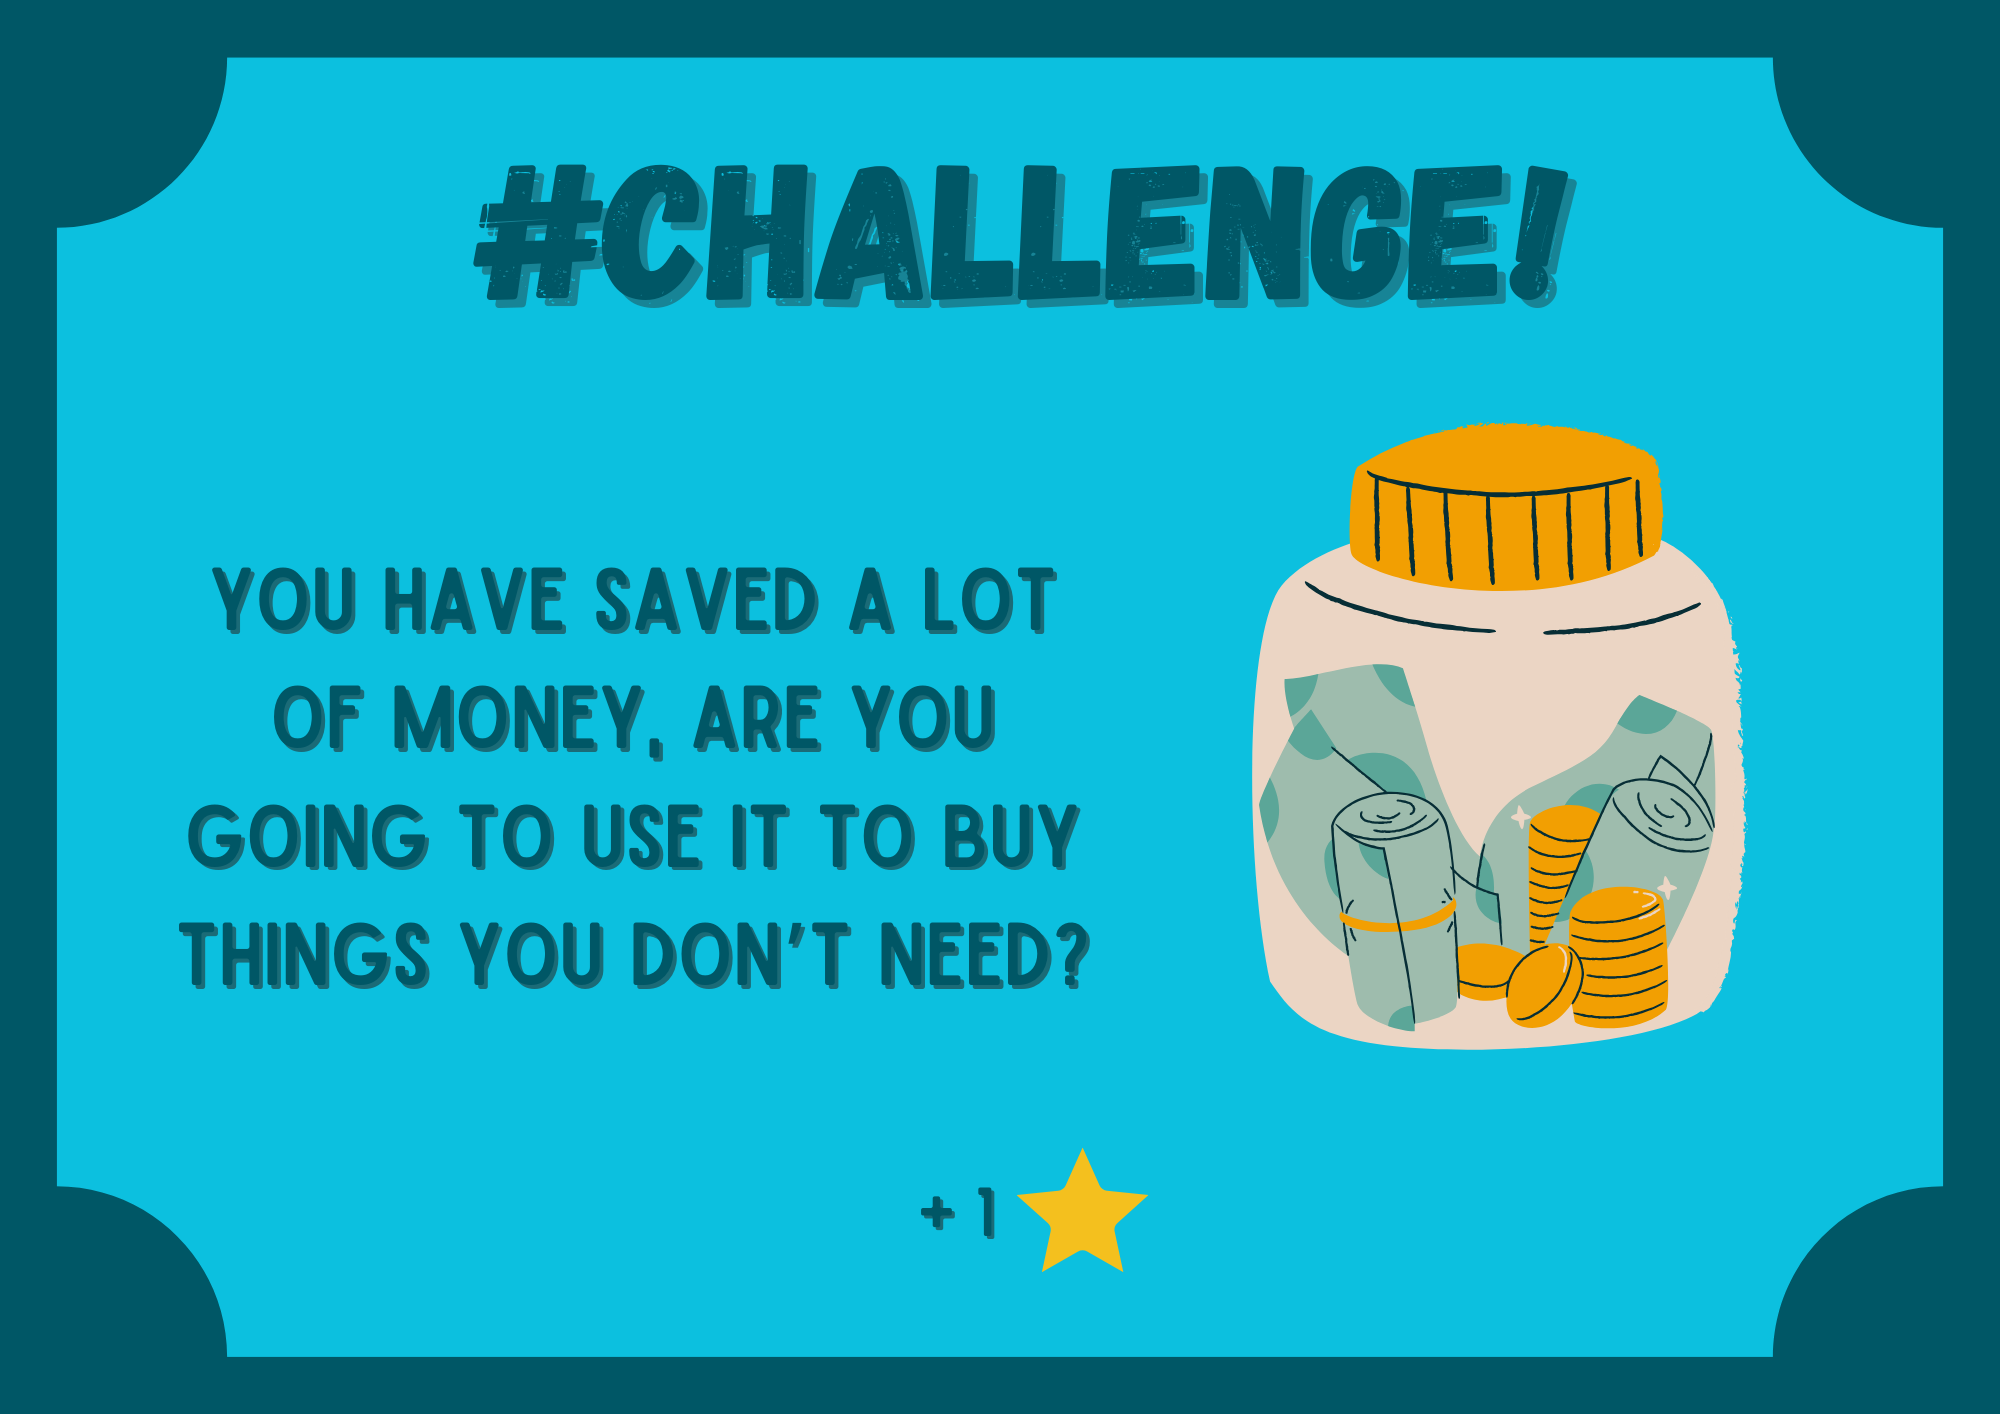 #CHALLENGE!
YOU HAVE SAVED A LOT
OF MONEY, ARE YOU
GOING TO USE IT TO BUY
THINGS YOU DON'T NEED?
+ 1